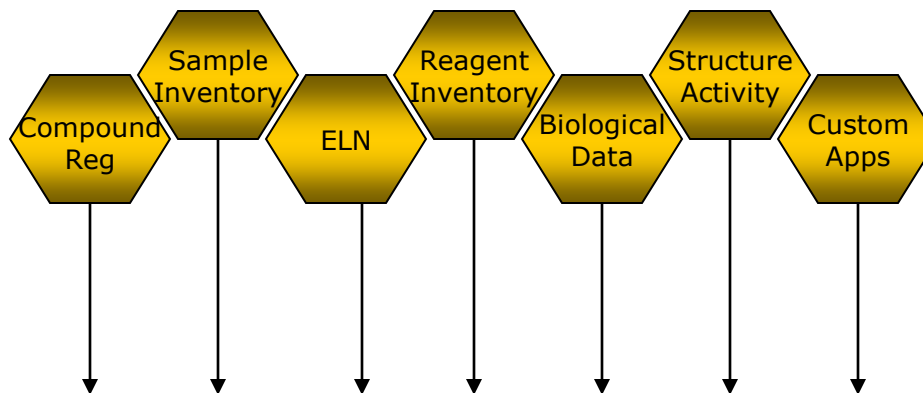 Compound
Reg
Sample
Inventory
ELN
Reagent
Inventory
Biological
Data
Structure
Activity
Custom
Apps